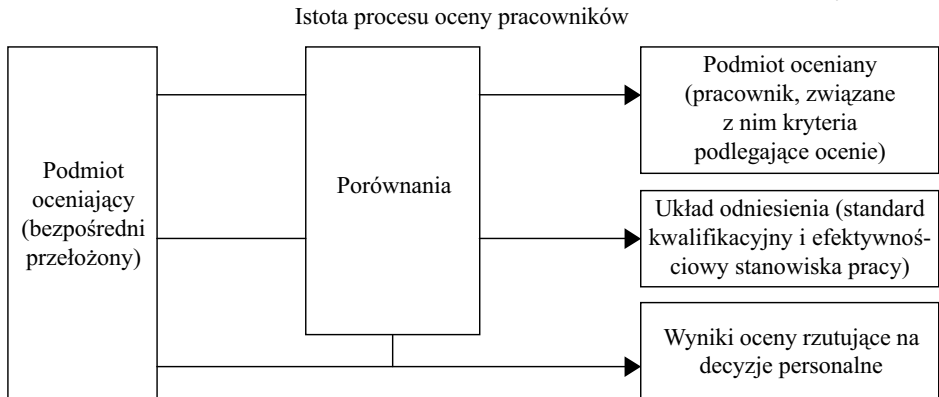 Istota procesu oceny pracowników
Podmiot
oceniający
(bezpośredni
przełożony)
Porównania
Podmiot oceniany
(pracownik, związane
z nim kryteria
podlegające ocenie)
Układ odniesienia (standard
kwalifikacyjny i efektywnoś-
ciowy stanowiska pracy)
Wyniki oceny rzutujące na
decyzje personalne